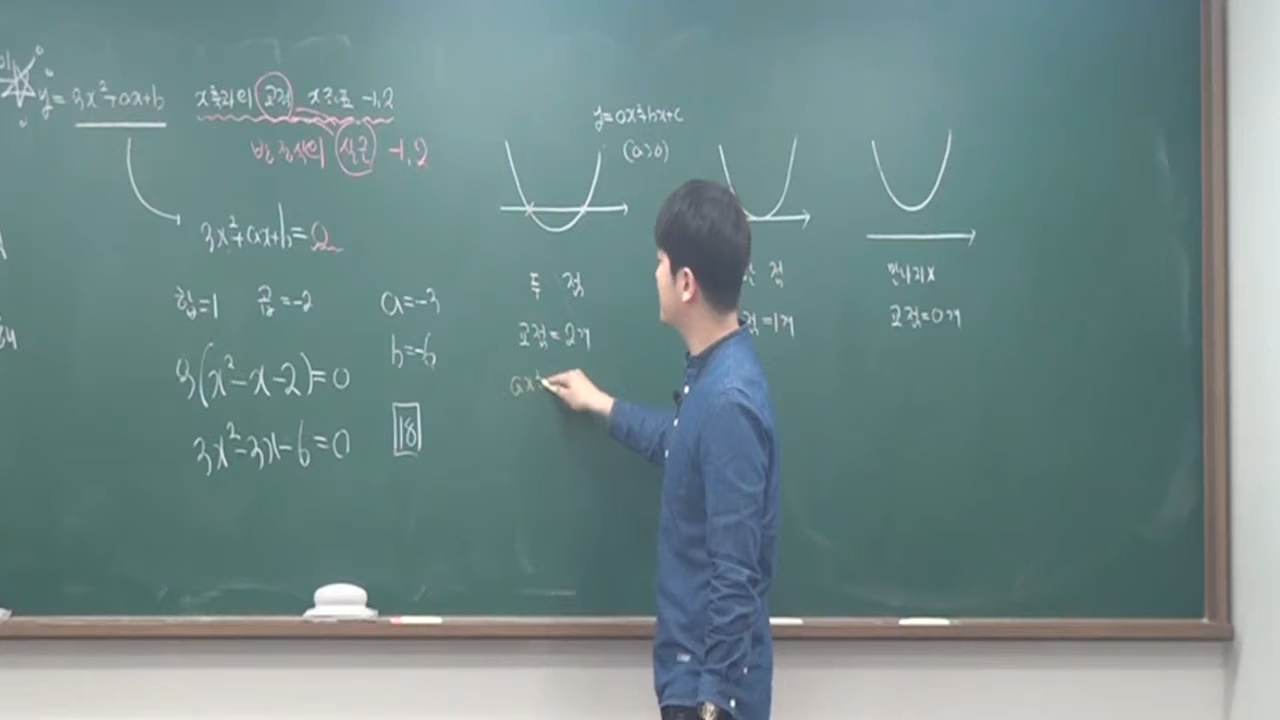 y=3x²+ax+b x축과의 교점 x좌표 -1,2
방정식의 실근 -1,2
3x²+ax+b=0
합=1 곱=-2 a=-3
b=-6
3(x²-x-2)=0
3x²-3x-6=0 18
y=ax²+bx+c
(a>0)
두 점
교점=2개
ax²
점
점=1개
만나지x
교점=0개